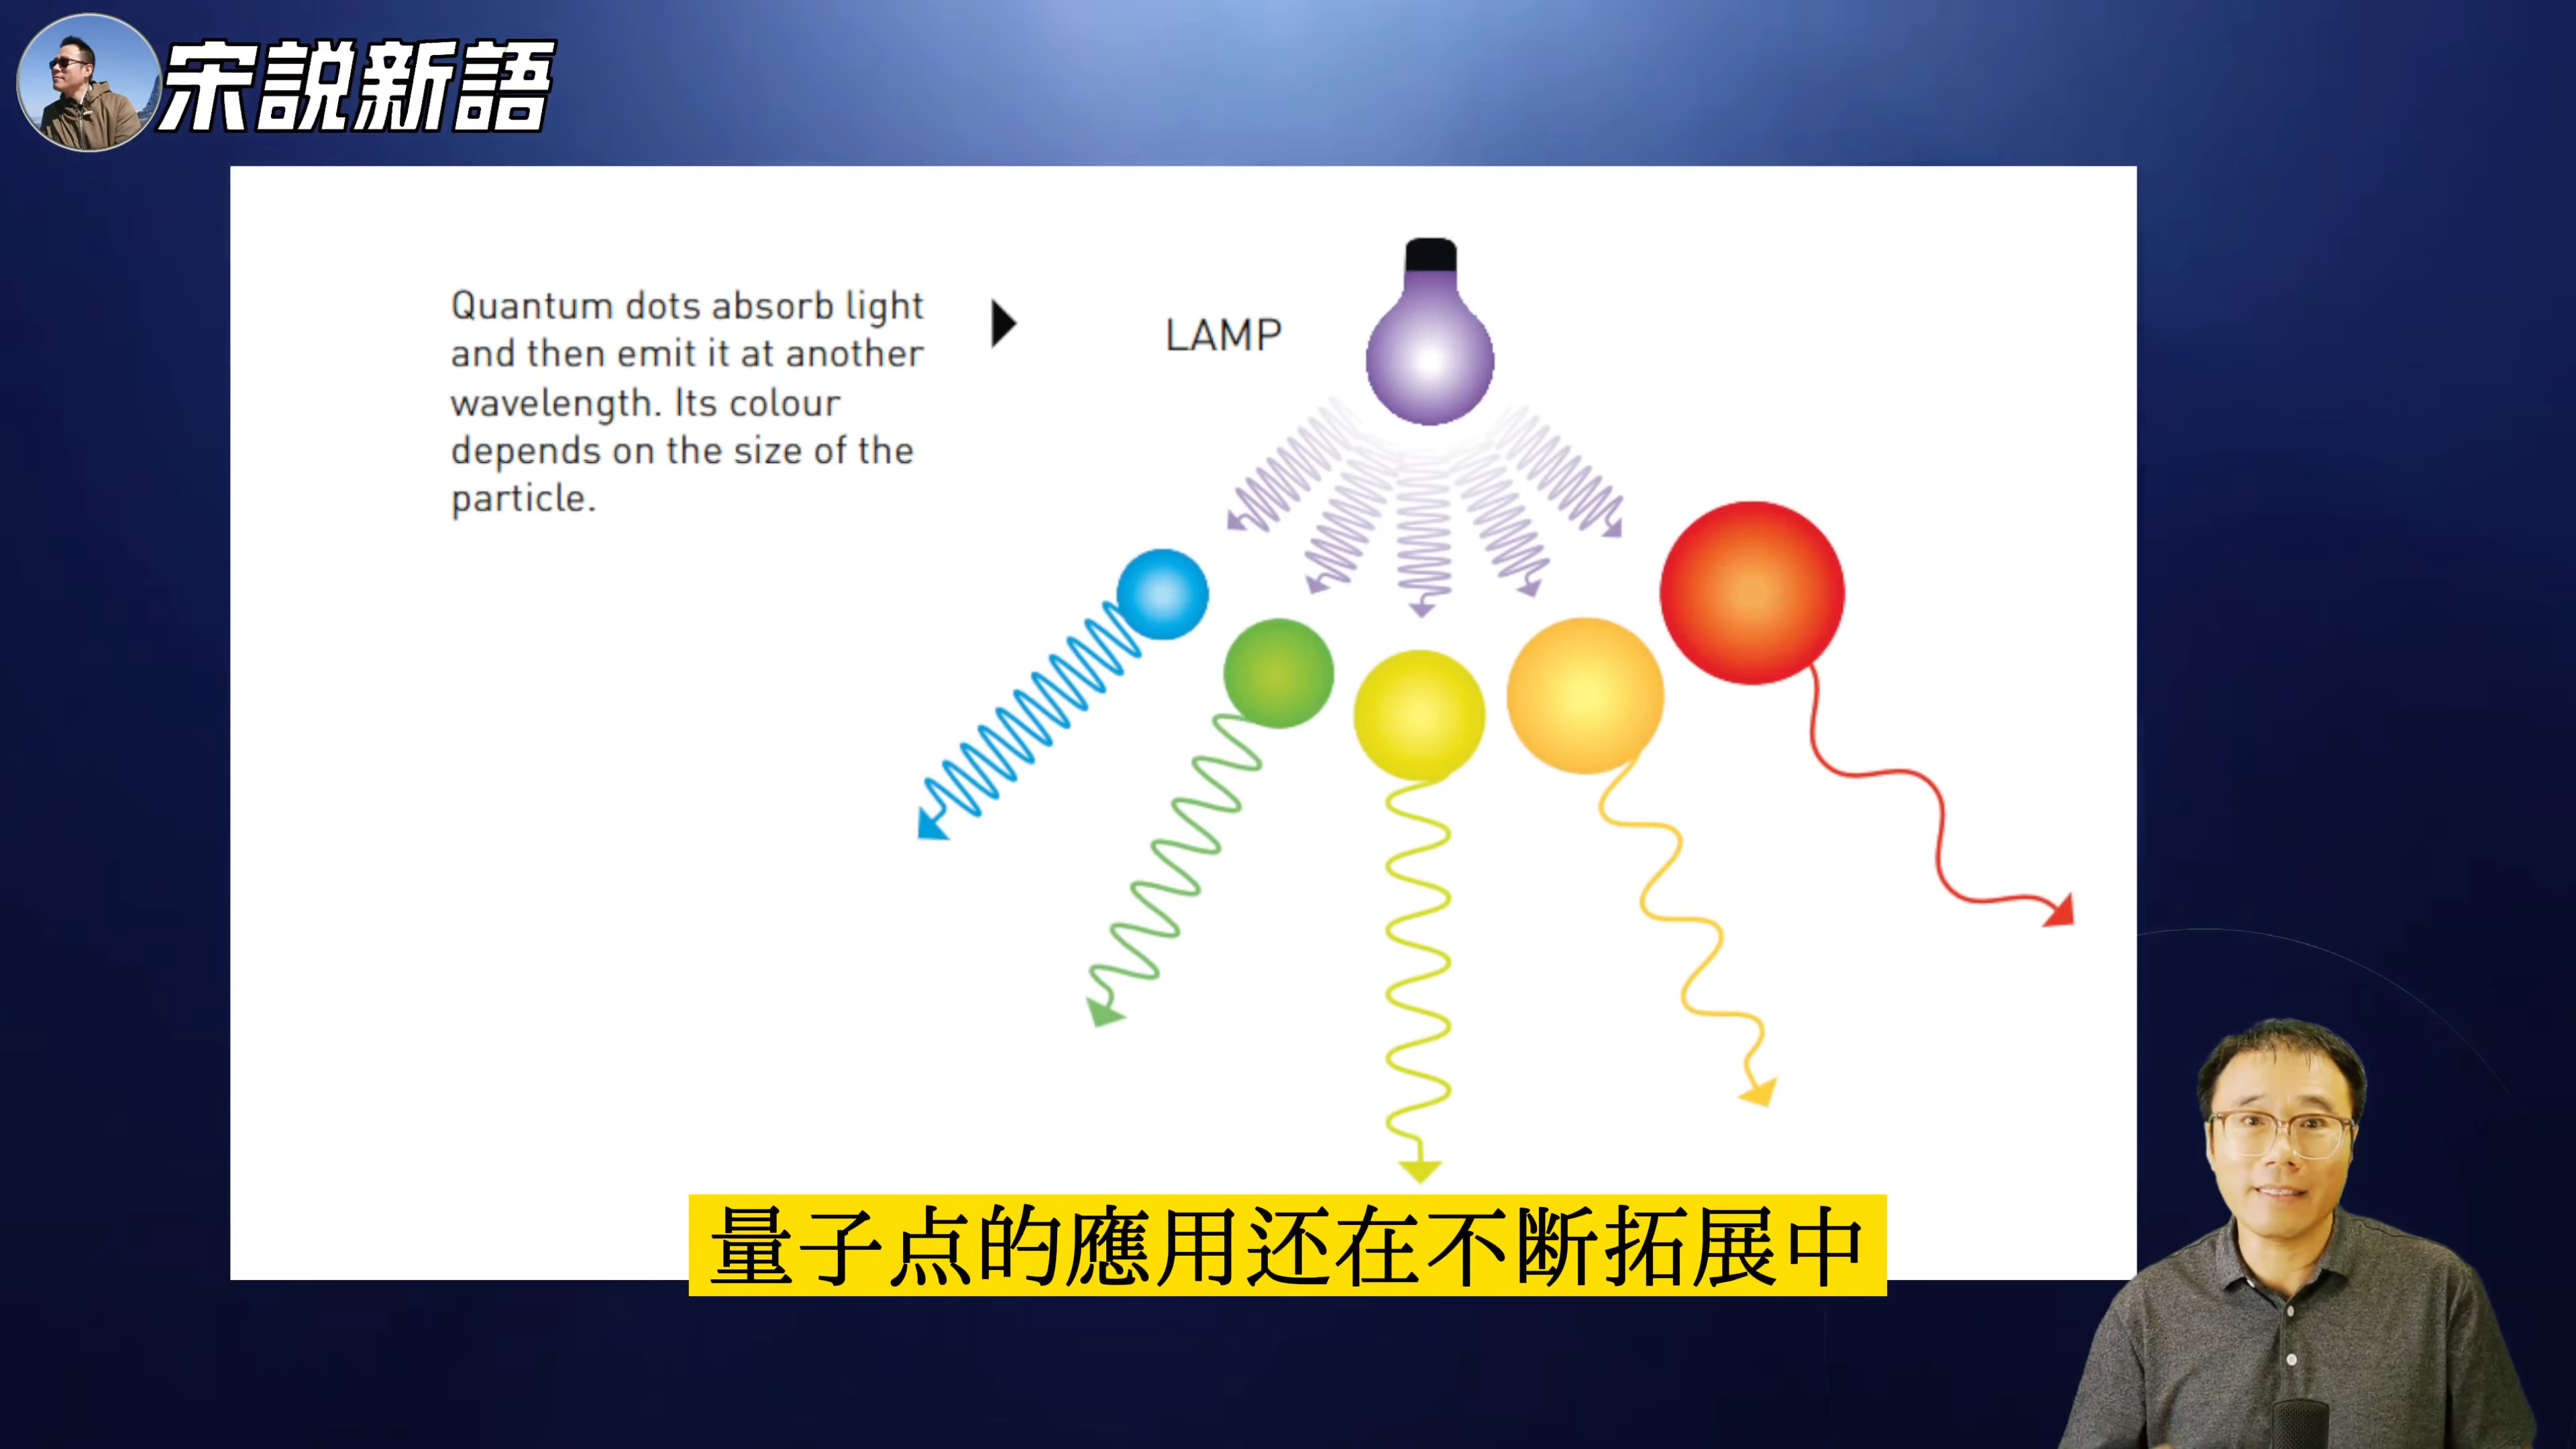 宋説新語
Quantum dots absorb light
and then emit it at another
wavelength. Its colour
depends on the size of the
particle.
LAMP
量子点的應用还在不断拓展中